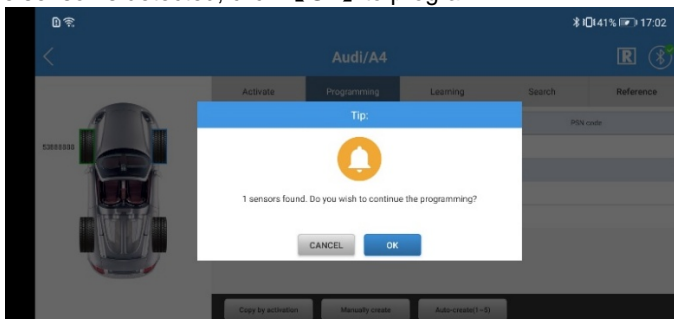 41% 17:02
Audi/A4
R
Activate Programming Learning Search Reference
Tip:
PSN code
1 sensors found. Do you wish to continue the programming?
CANCEL OK
Copy by activation Manually create Auto-create(1~5)